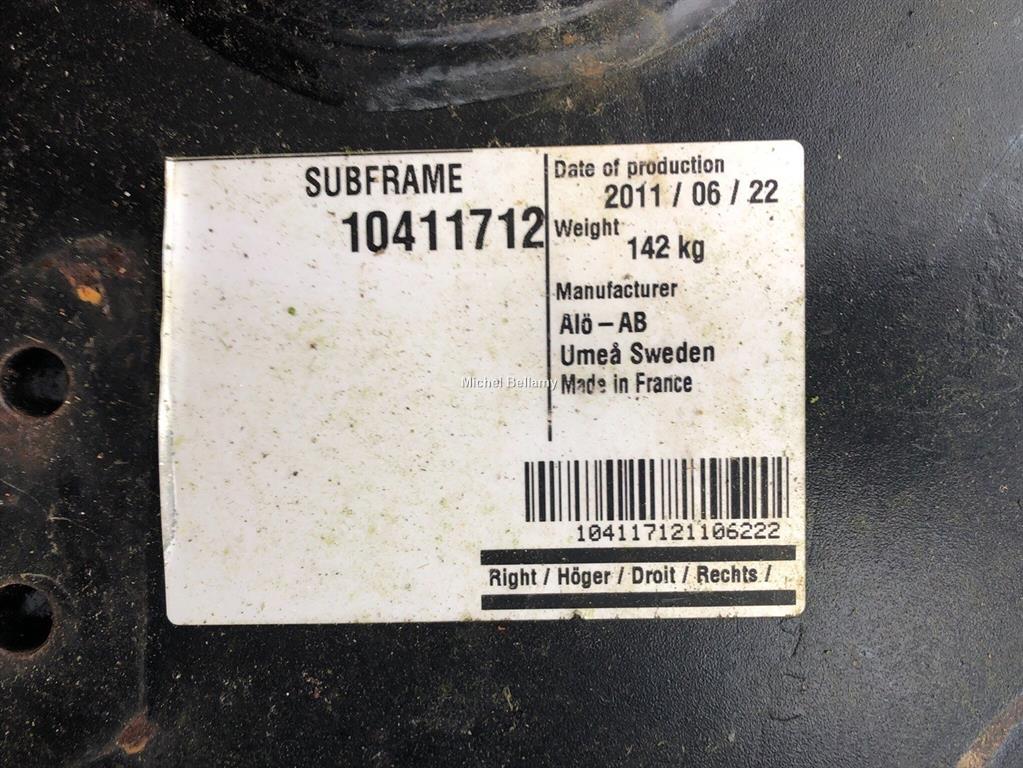 SUBFRAME
10411712
Date of production
2011 / 06 / 22
Weight
142 kg
Manufacturer
Alö – AB
Umeå Sweden
Made in France
Michel Bellamy
104117121106222
Right / Höger / Droit / Rechts /